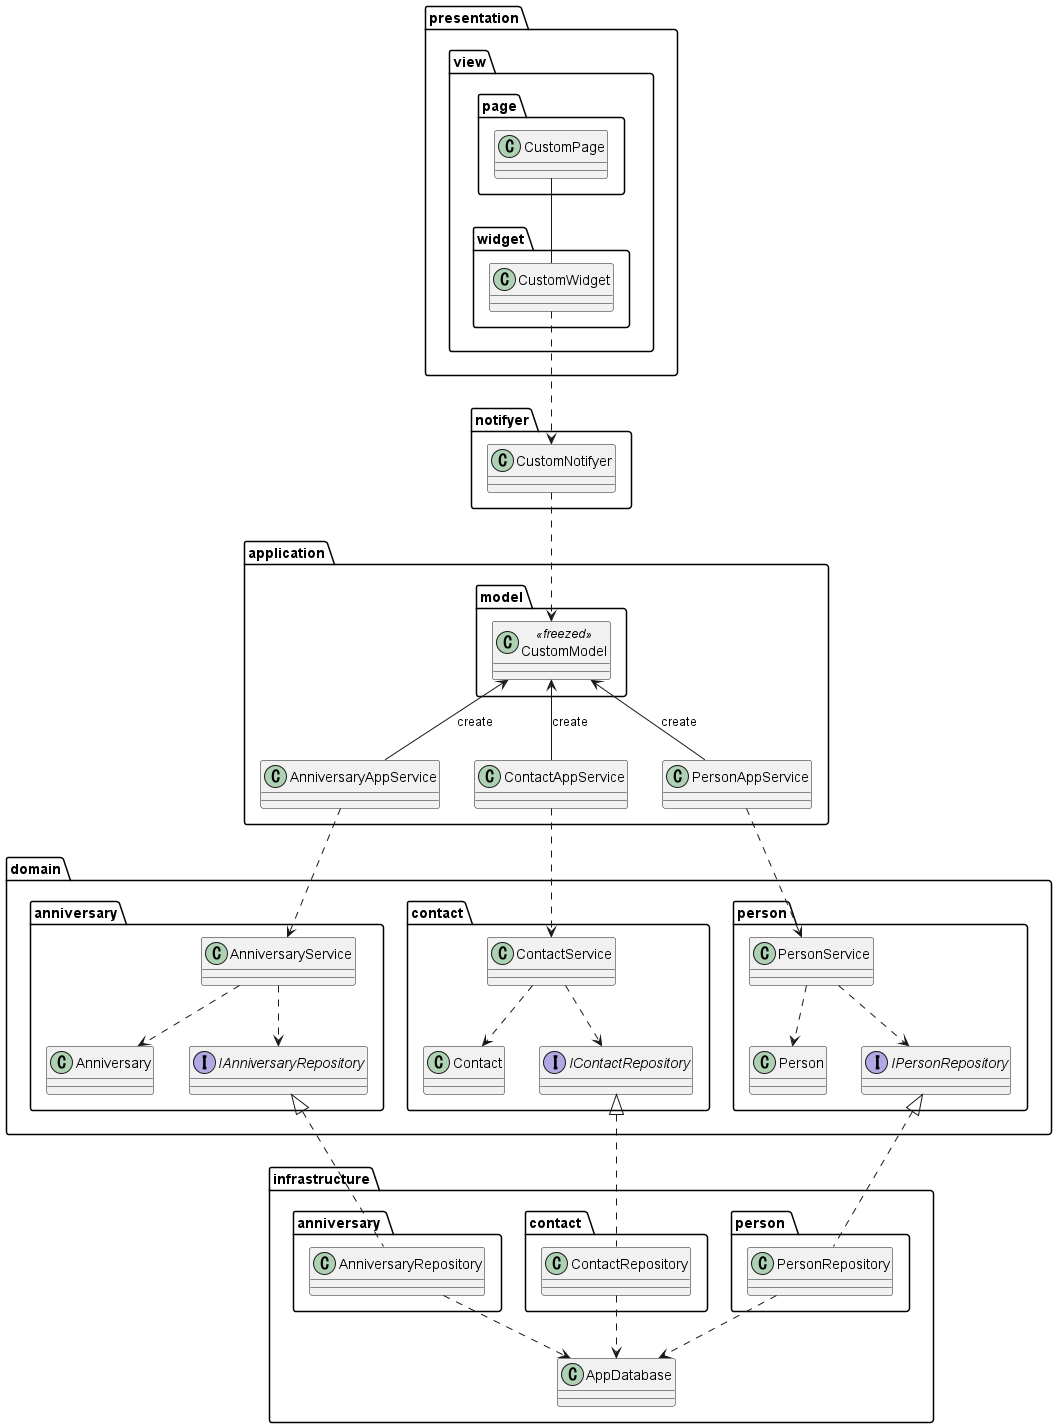 presentation
view
page
C CustomPage
widget
C CustomWidget
notifyer
C CustomNotifyer
application
model
«freezed»
C CustomModel
create
create
create
C AnniversaryAppService
C ContactAppService
C PersonAppService
domain
anniversary
contact
person
C AnniversaryService
C ContactService
C PersonService
C Anniversary
I IAnniversaryRepository
C Contact
I IContactRepository
C Person
I IPersonRepository
infrastructure
anniversary
contact
person
C AnniversaryRepository
C ContactRepository
C PersonRepository
C AppDatabase